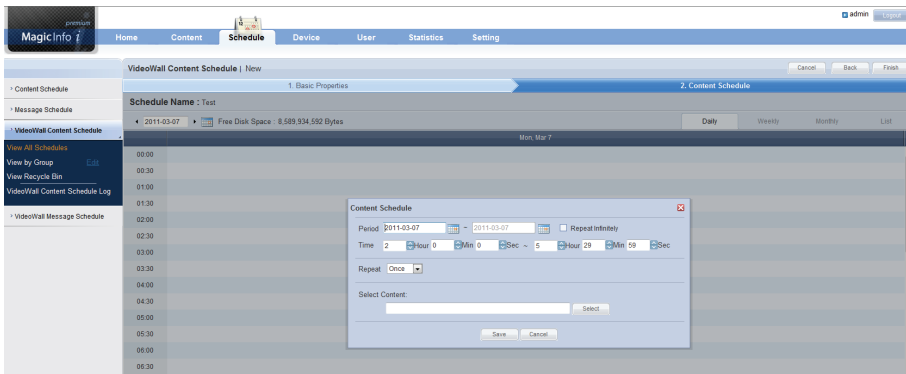 premium
MagicInfo i
Home Content Schedule Device User Statistics Setting
admin Logout
VideoWall Content Schedule | New
Cancel Back Finish
1. Basic Properties
2. Content Schedule
Schedule Name : Test
2011-03-07 Free Disk Space : 8,589,934,592 Bytes
Daily Weekly Monthly List
Mon, Mar 7
Content Schedule
Message Schedule
VideoWall Content Schedule
View All Schedules
View by Group Edit
View Recycle Bin
VideoWall Content Schedule Log
VideoWall Message Schedule
00:00
00:30
01:00
01:30
02:00
02:30
03:00
03:30
04:00
04:30
05:00
05:30
06:00
06:30
Content Schedule
Period 2011-03-07 ~ 2011-03-07 Repeat Infinitely
Time 2 Hour 0 Min 0 Sec ~ 5 Hour 29 Min 59 Sec
Repeat Once
Select Content:
Select
Save Cancel